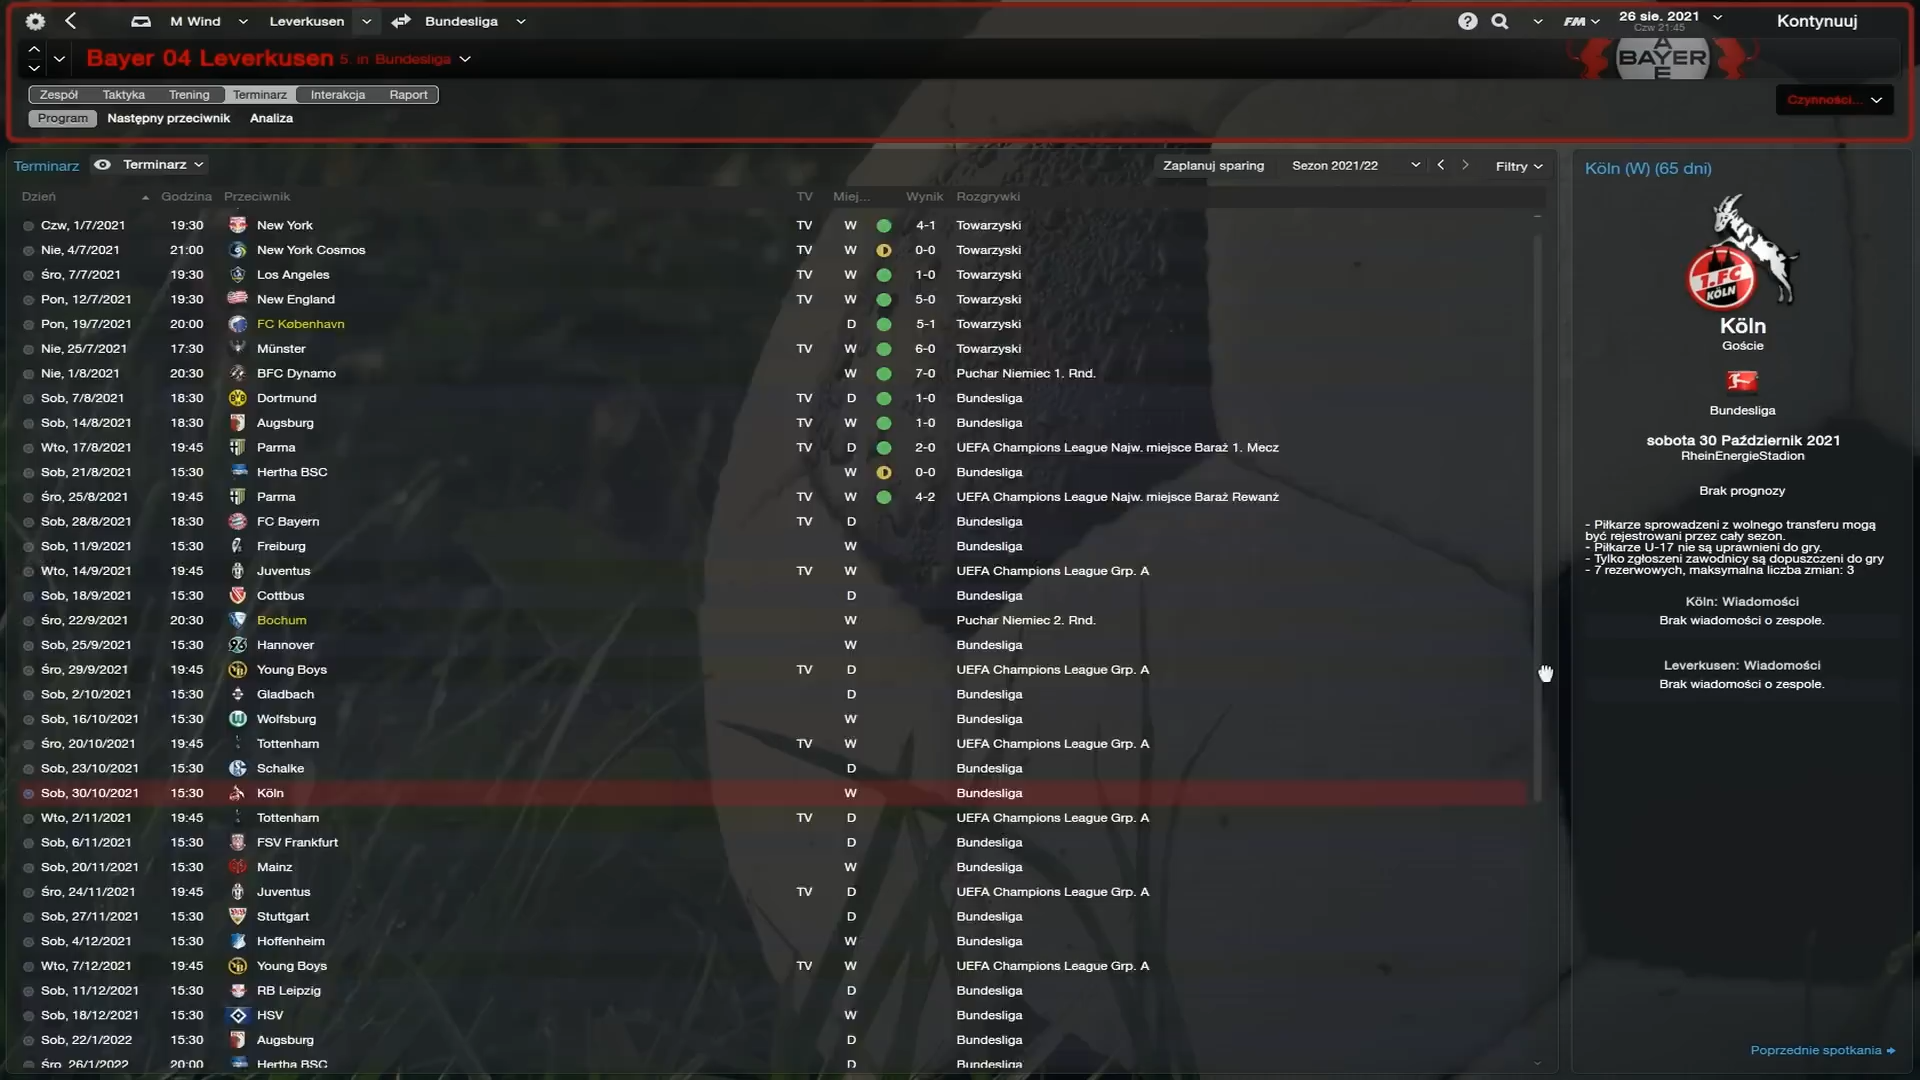 M Wind Leverkusen Bundesliga FM 26 sie. 2021 Kontynuuj
Czw 21:45
Bayer 04 Leverkusen 5. in Bundesliga
BAYER
Zespół Taktyka Trening Terminarz Interakcja Raport
Czynności...
Program Następny przeciwnik Analiza
Terminarz Terminarz Zaplanuj sparing Sezon 2021/22 Filtry
Dzień Godzina Przeciwnik TV Miej... Wynik Rozgrywki
Czw, 1/7/2021 19:30 New York TV W 4-1 Towarzyski
Nie, 4/7/2021 21:00 New York Cosmos TV W 0-0 Towarzyski
Śro, 7/7/2021 19:30 Los Angeles TV W 1-0 Towarzyski
Pon, 12/7/2021 19:30 New England TV W 5-0 Towarzyski
Pon, 19/7/2021 20:00 FC København D 5-1 Towarzyski
Nie, 25/7/2021 17:30 Münster TV W 6-0 Towarzyski
Nie, 1/8/2021 20:30 BFC Dynamo W 7-0 Puchar Niemiec 1. Rnd.
Sob, 7/8/2021 18:30 Dortmund TV D 1-0 Bundesliga
Sob, 14/8/2021 18:30 Augsburg TV W 1-0 Bundesliga
Wto, 17/8/2021 19:45 Parma TV D 2-0 UEFA Champions League Najw. miejsce Baraż 1. Mecz
Sob, 21/8/2021 15:30 Hertha BSC W 0-0 Bundesliga
Śro, 25/8/2021 19:45 Parma TV W 4-2 UEFA Champions League Najw. miejsce Baraż Rewanż
Sob, 28/8/2021 18:30 FC Bayern TV D Bundesliga
Sob, 11/9/2021 15:30 Freiburg W Bundesliga
Wto, 14/9/2021 19:45 Juventus TV W UEFA Champions League Grp. A
Sob, 18/9/2021 15:30 Cottbus D Bundesliga
Śro, 22/9/2021 20:30 Bochum W Puchar Niemiec 2. Rnd.
Sob, 25/9/2021 15:30 Hannover W Bundesliga
Śro, 29/9/2021 19:45 Young Boys TV D UEFA Champions League Grp. A
Sob, 2/10/2021 15:30 Gladbach D Bundesliga
Sob, 16/10/2021 15:30 Wolfsburg W Bundesliga
Śro, 20/10/2021 19:45 Tottenham TV W UEFA Champions League Grp. A
Sob, 23/10/2021 15:30 Schalke D Bundesliga
Sob, 30/10/2021 15:30 Köln W Bundesliga
Wto, 2/11/2021 19:45 Tottenham TV D UEFA Champions League Grp. A
Sob, 6/11/2021 15:30 FSV Frankfurt D Bundesliga
Sob, 20/11/2021 15:30 Mainz W Bundesliga
Śro, 24/11/2021 19:45 Juventus TV D UEFA Champions League Grp. A
Sob, 27/11/2021 15:30 Stuttgart D Bundesliga
Sob, 4/12/2021 15:30 Hoffenheim W Bundesliga
Wto, 7/12/2021 19:45 Young Boys TV W UEFA Champions League Grp. A
Sob, 11/12/2021 15:30 RB Leipzig D Bundesliga
Sob, 18/12/2021 15:30 HSV W Bundesliga
Sob, 22/1/2022 15:30 Augsburg D Bundesliga
Śro, 26/1/2022 20:00 Hertha BSC D Bundesliga
Köln (W) (65 dni)
1.FC
KÖLN
Köln
Goście
Bundesliga
sobota 30 Październik 2021
RheinEnergieStadion
Brak prognozy
- Piłkarze sprowadzeni z wolnego transferu mogą
być rejestrowani przez cały sezon.
- Piłkarze U-17 nie są uprawnieni do gry.
- Tylko zgłoszeni zawodnicy są dopuszczeni do gry
- 7 rezerwowych, maksymalna liczba zmian: 3
Köln: Wiadomości
Brak wiadomości o zespole.
Leverkusen: Wiadomości
Brak wiadomości o zespole.
Poprzednie spotkania